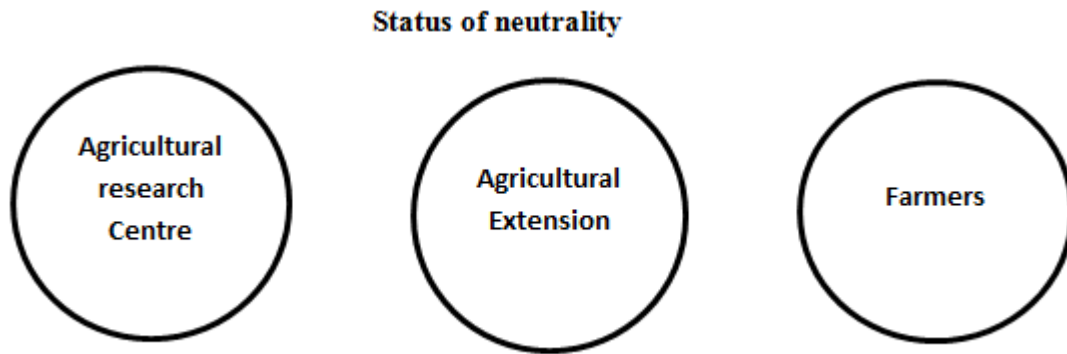 Status of neutrality
Agricultural
research
Centre
Agricultural
Extension
Farmers